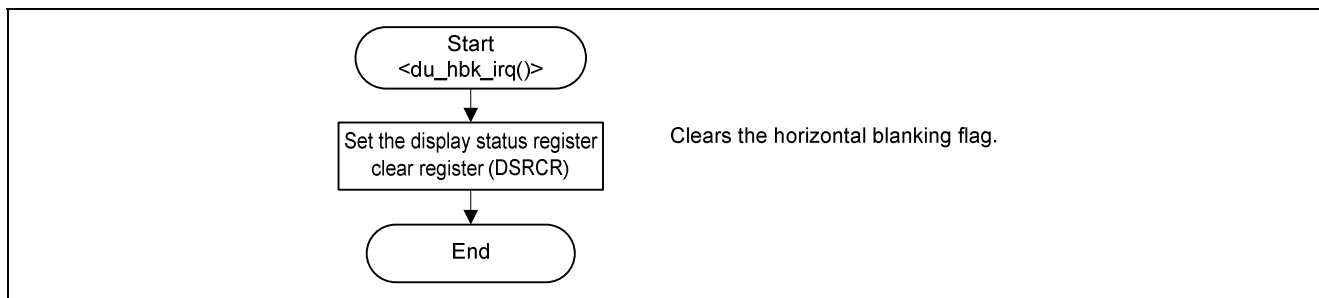 Start
<du_hbk_irq()>
Set the display status register
clear register (DSRCR)
Clears the horizontal blanking flag.
End